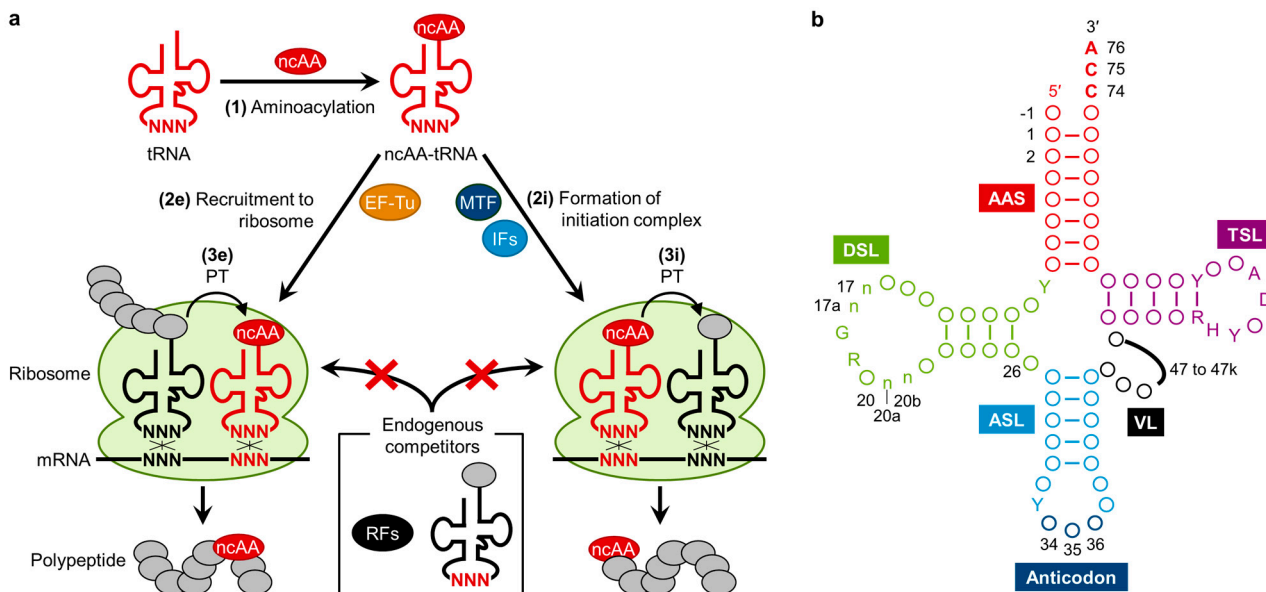 a
ncAA
ncAA
(1) Aminoacylation
NNN
NNN
tRNA
ncAA-tRNA
(2e) Recruitment to
ribosome
EF-Tu
MTF
IFs
(2i) Formation of
initiation complex
(3e)
PT
ncAA
(3i)
PT
ncAA
Ribosome
NNN
NNN
NNN
NNN
mRNA
NNN
NNN
NNN
NNN
Endogenous
competitors
RFs
NNN
Polypeptide
ncAA
ncAA
b
3′
A 76
C 75
C 74
5′
-1
1
2
AAS
DSL
TSL
17
n
17a
n
G
R
20
n
20a
n
20b
Y
26
Y
A
D
Y
H
R
47 to 47k
VL
ASL
Y
34
35
36
Anticodon